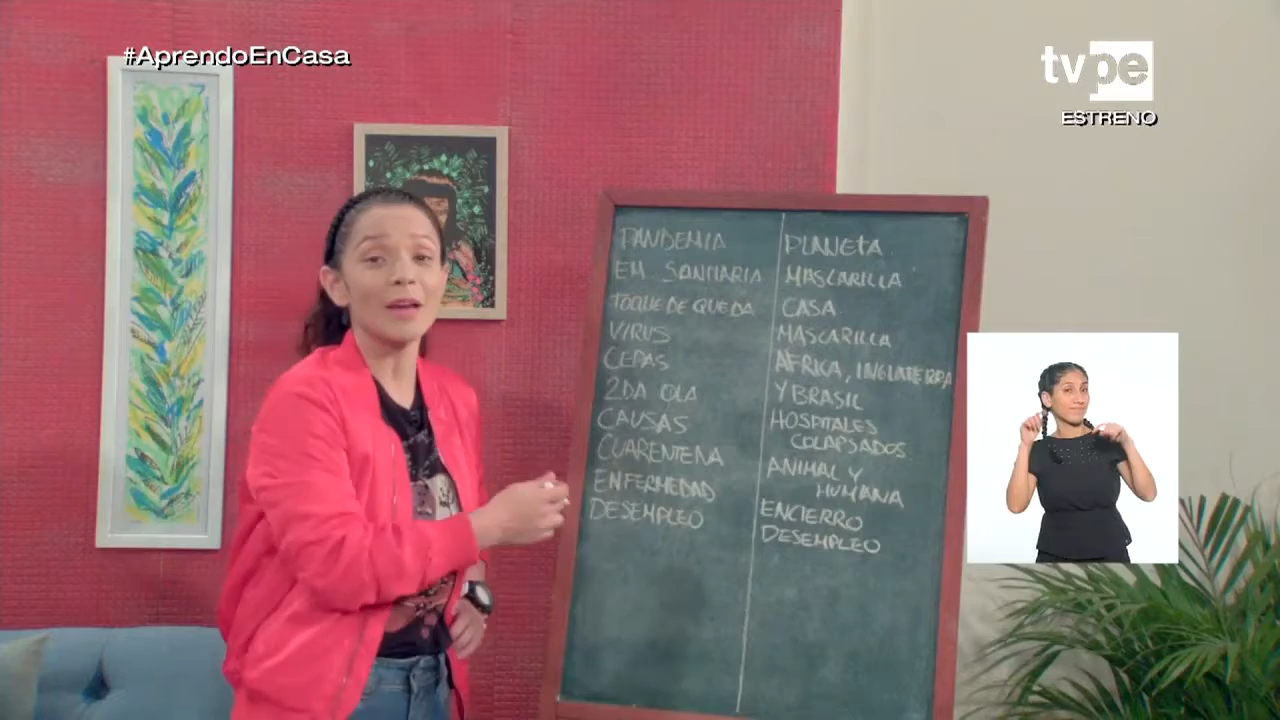 #AprendoEnCasa
tvpe
ESTRENO
PANDEMIA
EM. SANITARIA
TOQUE DE QUEDA
VIRUS
CEPAS
2DA OLA
CAUSAS
CUARENTENA
ENFERMEDAD
DESEMPLEO
PLANETA.
MASCARILLA
CASA
MASCARILLA
ÁFRICA, INGLATERRA
Y BRASIL
HOSPITALES
COLAPSADOS.
ANIMAL Y
HUMANA
ENCIERRO
DESEMPLEO